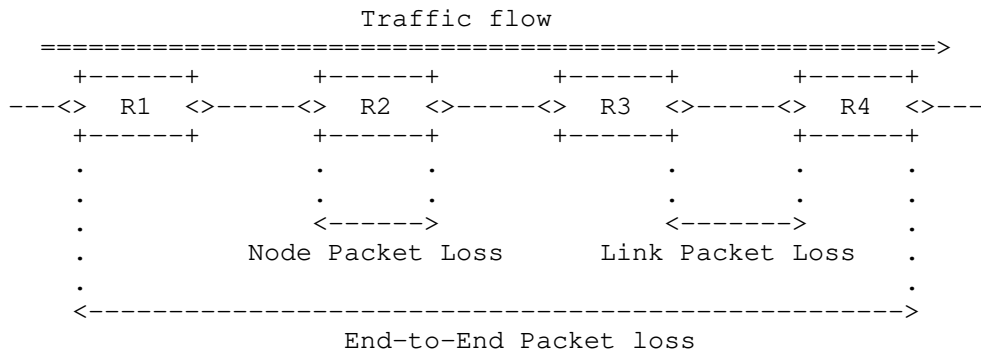 Traffic flow
========================================================>
+------+ +------+ +------+ +------+
---<> R1 <>-----<> R2 <>-----<> R3 <>-----<> R4 <>---
+------+ +------+ +------+ +------+
. . . . . .
. . . . . .
. <------> <-------> .
. Node Packet Loss Link Packet Loss .
. .
<--------------------------------------------------->
End-to-End Packet loss